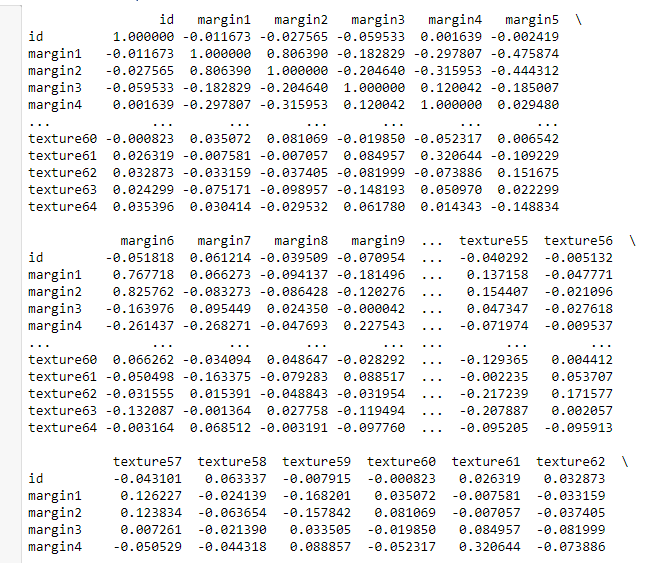 id margin1 margin2 margin3 margin4 margin5 \
id 1.000000 -0.011673 -0.027565 -0.059533 0.001639 -0.002419
margin1 -0.011673 1.000000 0.806390 -0.182829 -0.297807 -0.475874
margin2 -0.027565 0.806390 1.000000 -0.204640 -0.315953 -0.444312
margin3 -0.059533 -0.182829 -0.204640 1.000000 0.120042 -0.185007
margin4 0.001639 -0.297807 -0.315953 0.120042 1.000000 0.029480
... ... ... ... ... ... ...
texture60 -0.000823 0.035072 0.081069 -0.019850 -0.052317 0.006542
texture61 0.026319 -0.007581 -0.007057 0.084957 0.320644 -0.109229
texture62 0.032873 -0.033159 -0.037405 -0.081999 -0.073886 0.151675
texture63 0.024299 -0.075171 -0.098957 -0.148193 0.050970 0.022299
texture64 0.035396 0.030414 -0.029532 0.061780 0.014343 -0.148834
margin6 margin7 margin8 margin9 ... texture55 texture56 \
id -0.051818 0.061214 -0.039509 -0.070954 ... -0.040292 -0.005132
margin1 0.767718 0.066273 -0.094137 -0.181496 ... 0.137158 -0.047771
margin2 0.825762 -0.083273 -0.086428 -0.120276 ... 0.154407 -0.021096
margin3 -0.163976 0.095449 0.024350 -0.000042 ... 0.047347 -0.027618
margin4 -0.261437 -0.268271 -0.047693 0.227543 ... -0.071974 -0.009537
... ... ... ... ... ... ... ...
texture60 0.066262 -0.034094 0.048647 -0.028292 ... -0.129365 0.004412
texture61 -0.050498 -0.163375 -0.079283 0.088517 ... -0.002235 0.053707
texture62 -0.031555 0.015391 -0.048843 -0.031954 ... -0.217239 0.171577
texture63 -0.132087 -0.001364 0.027758 -0.119494 ... -0.207887 0.002057
texture64 -0.003164 0.068512 -0.003191 -0.097760 ... -0.095205 -0.095913
texture57 texture58 texture59 texture60 texture61 texture62 \
id -0.043101 0.063337 -0.007915 -0.000823 0.026319 0.032873
margin1 0.126227 -0.024139 -0.168201 0.035072 -0.007581 -0.033159
margin2 0.123834 -0.063654 -0.157842 0.081069 -0.007057 -0.037405
margin3 0.007261 -0.021390 0.033505 -0.019850 0.084957 -0.081999
margin4 -0.050529 -0.044318 0.088857 -0.052317 0.320644 -0.073886